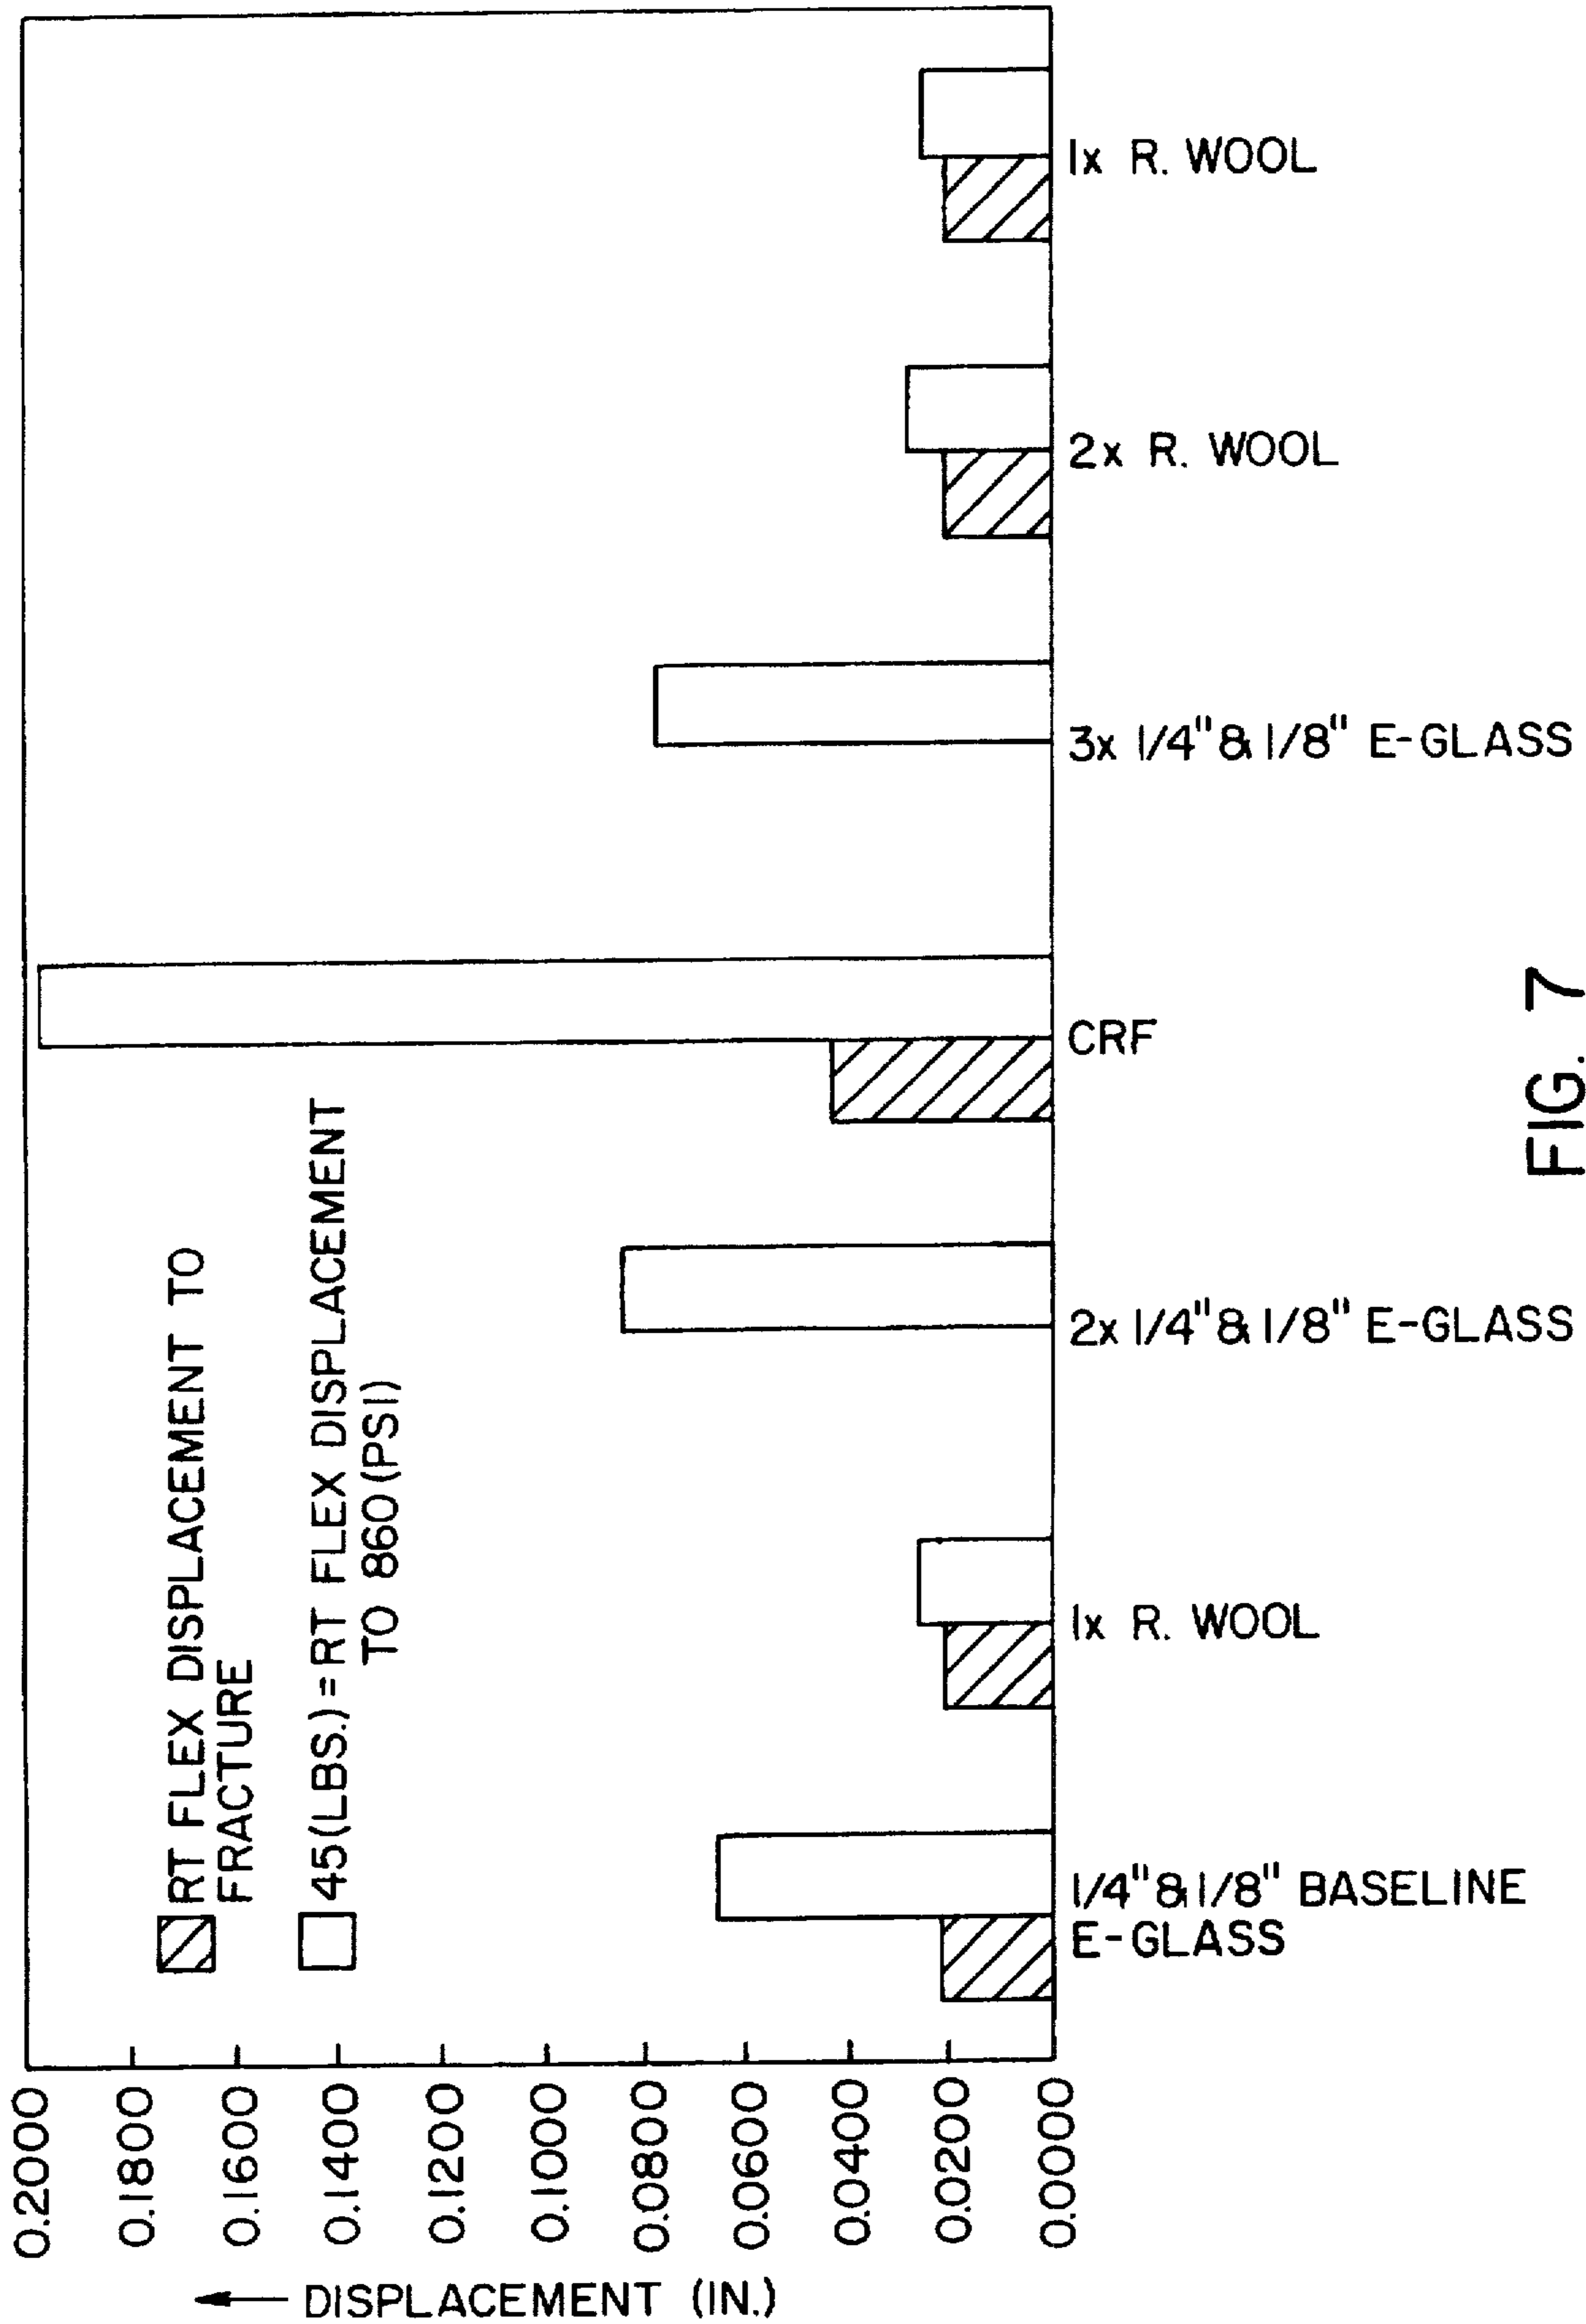 RT FLEX DISPLACEMENT TO
FRACTURE
45(LBS.)=RT FLEX DISPLACEMENT
TO 860(PSI)
DISPLACEMENT (IN.)
0.2000
0.1800
0.1600
0.1400
0.1200
0.1000
0.0800
0.0600
0.0400
0.0200
0.0000
1/4"&1/8" BASELINE
E-GLASS
1x R. WOOL
2x 1/4"&1/8" E-GLASS
CRF
3x 1/4"&1/8" E-GLASS
2x R. WOOL
1x R. WOOL
FIG. 7